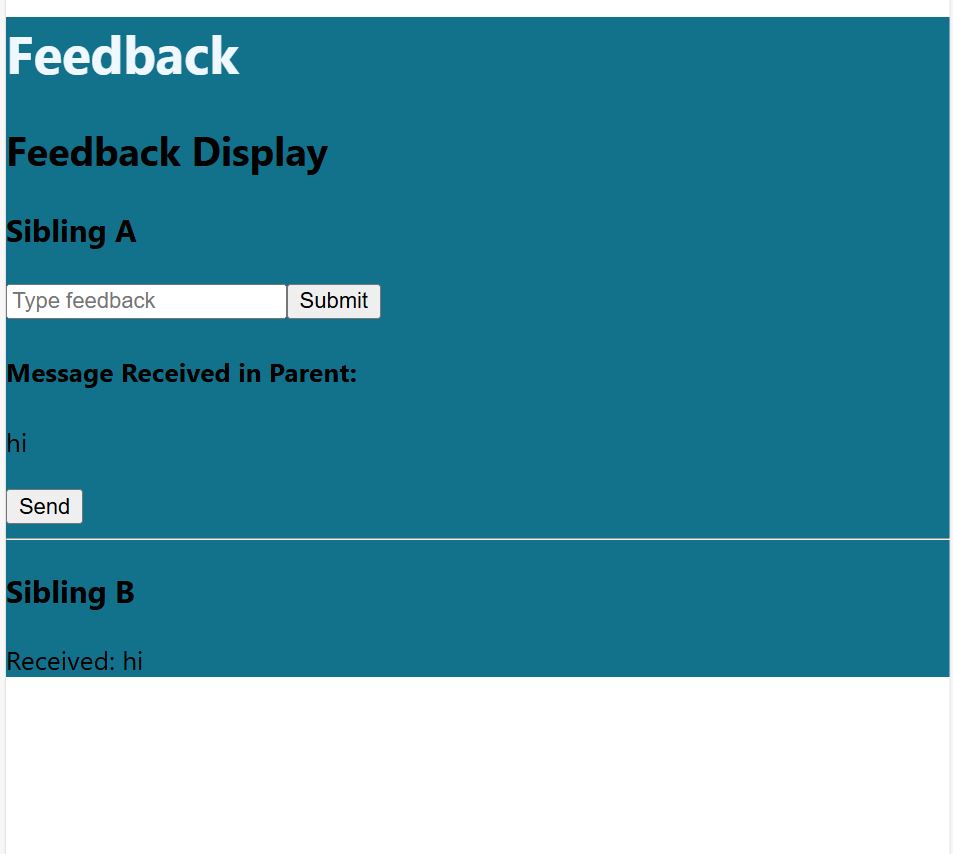 Feedback
Feedback Display
Sibling A
Type feedback Submit
Message Received in Parent:
hi
Send
Sibling B
Received: hi